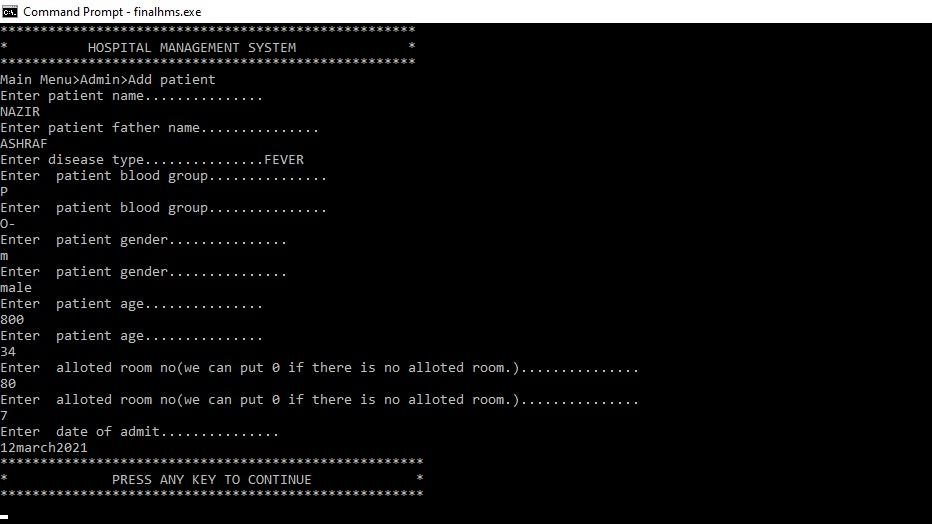 Command Prompt - finalhms.exe
****************************************************
*          HOSPITAL MANAGEMENT SYSTEM              *
****************************************************
Main Menu>Admin>Add patient
Enter patient name...............
NAZIR
Enter patient father name...............
ASHRAF
Enter disease type...............FEVER
Enter  patient blood group...............
P
Enter  patient blood group...............
O-
Enter  patient gender...............
m
Enter  patient gender...............
male
Enter  patient age...............
800
Enter  patient age...............
34
Enter  alloted room no(we can put 0 if there is no alloted room.)...............
80
Enter  alloted room no(we can put 0 if there is no alloted room.)...............
7
Enter  date of admit...............
12march2021
*****************************************************
*             PRESS ANY KEY TO CONTINUE             *
*****************************************************